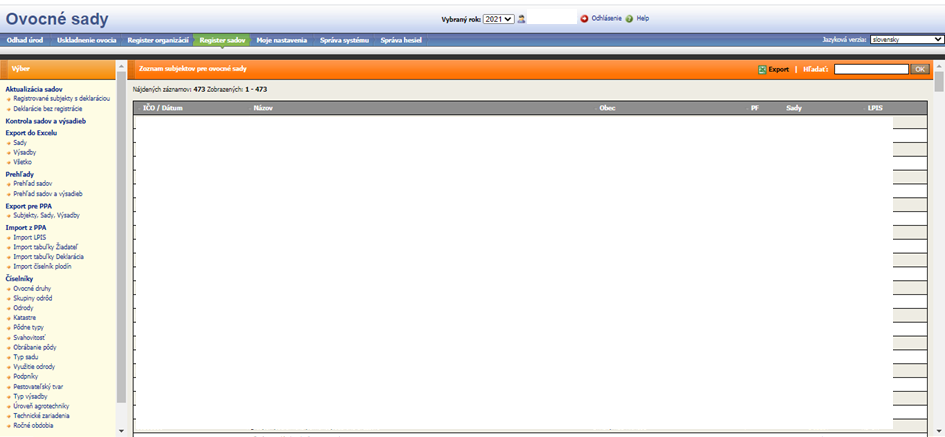 Ovocné sady
Vybraný rok: 2021 Odhlásenie Help
Odhad úrod Uskladnenie ovocia Register organizácií Register sadov Moje nastavenia Správa systému Správa hesiel Jazyková verzia: slovensky
Výber
Zoznam subjektov pre ovocné sady Export | Hľadať: OK
Nájdených záznamov: 473 Zobrazených: 1 - 473
IČO / Dátum Názov Obec PF Sady LPIS
Aktualizácia sadov
Registrované subjekty s deklaráciou
Deklarácie bez registrácie
Kontrola sadov a výsadieb
Export do Excelu
Sady
Výsadby
Všetko
Prehľady
Prehľad sadov
Prehľad sadov a výsadieb
Export pre PPA
Subjekty, Sady, Výsadby
Import z PPA
Import LPIS
Import tabuľky Žiadateľ
Import tabuľky Deklarácia
Import číselník plodín
Číselníky
Ovocné druhy
Skupiny odrôd
Odrody
Katastre
Pôdne typy
Svahovitosť
Obrábanie pôdy
Typ sadu
Využitie odrody
Podpníky
Pestovateľský tvar
Typ výsadby
Úroveň agrotechniky
Technické zariadenia
Ročné obdobia